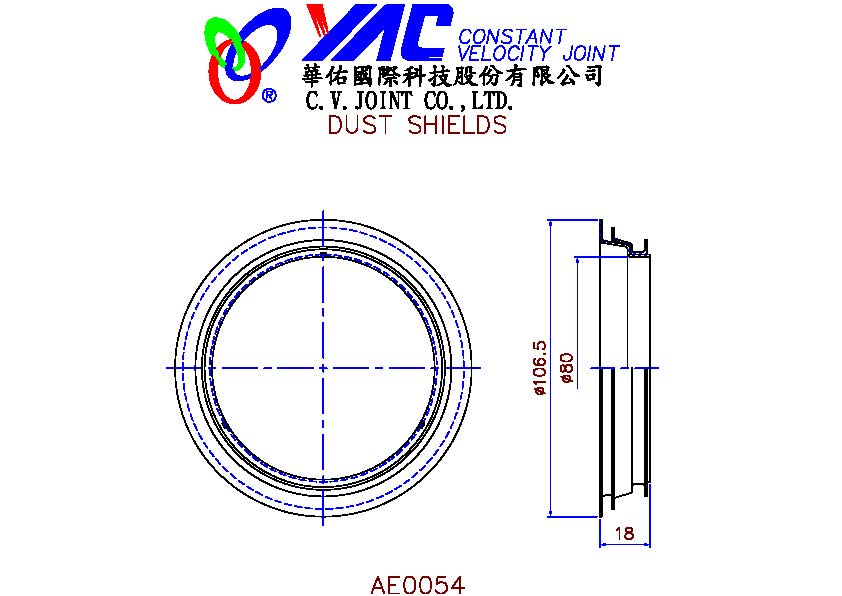 YAC CONSTANT
VELOCITY JOINT
®
華佑國際科技股份有限公司
C.V.JOINT CO.,LTD.
DUST SHIELDS
ø106.5
ø80
18
AE0054